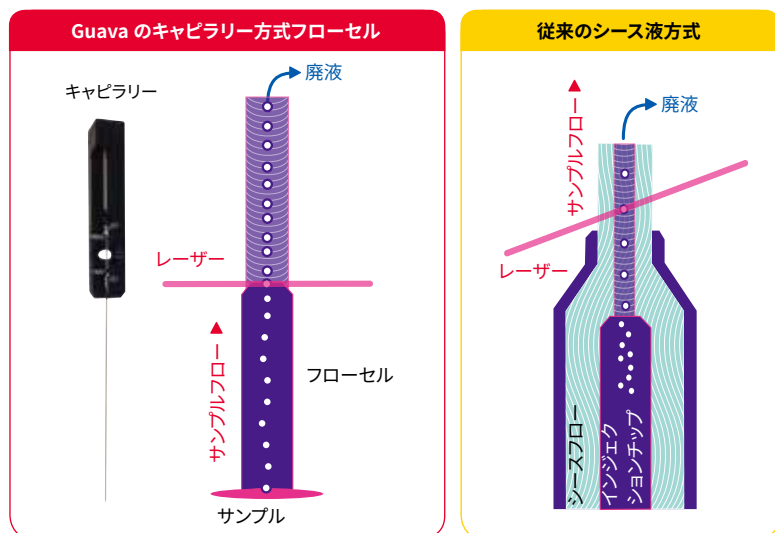 Guava のキャピラリー方式フローセル
キャピラリー
廃液
レーザー
サンプルフロー
フローセル
サンプル
従来のシース液方式
廃液
サンプルフロー
レーザー
シースフロー
インジェク
ションチップ